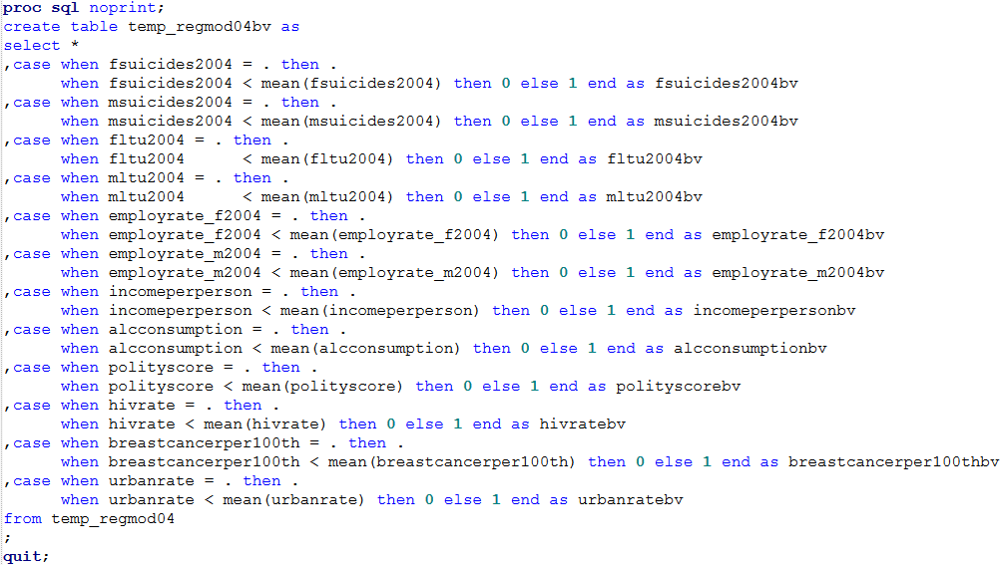 proc sql noprint;
create table temp_regmod04bv as
select *
,case when fsuicides2004 = . then .
      when fsuicides2004 < mean(fsuicides2004) then 0 else 1 end as fsuicides2004bv
,case when msuicides2004 = . then .
      when msuicides2004 < mean(msuicides2004) then 0 else 1 end as msuicides2004bv
,case when fltu2004 = . then .
      when fltu2004      < mean(fltu2004) then 0 else 1 end as fltu2004bv
,case when mltu2004 = . then .
      when mltu2004      < mean(mltu2004) then 0 else 1 end as mltu2004bv
,case when employrate_f2004 = . then .
      when employrate_f2004 < mean(employrate_f2004) then 0 else 1 end as employrate_f2004bv
,case when employrate_m2004 = . then .
      when employrate_m2004 < mean(employrate_m2004) then 0 else 1 end as employrate_m2004bv
,case when incomeperperson = . then .
      when incomeperperson < mean(incomeperperson) then 0 else 1 end as incomeperpersonbv
,case when alcconsumption = . then .
      when alcconsumption < mean(alcconsumption) then 0 else 1 end as alcconsumptionbv
,case when polityscore = . then .
      when polityscore < mean(polityscore) then 0 else 1 end as polityscorebv
,case when hivrate = . then .
      when hivrate < mean(hivrate) then 0 else 1 end as hivratebv
,case when breastcancerper100th = . then .
      when breastcancerper100th < mean(breastcancerper100th) then 0 else 1 end as breastcancerper100thbv
,case when urbanrate = . then .
      when urbanrate < mean(urbanrate) then 0 else 1 end as urbanratebv
from temp_regmod04
;
quit;